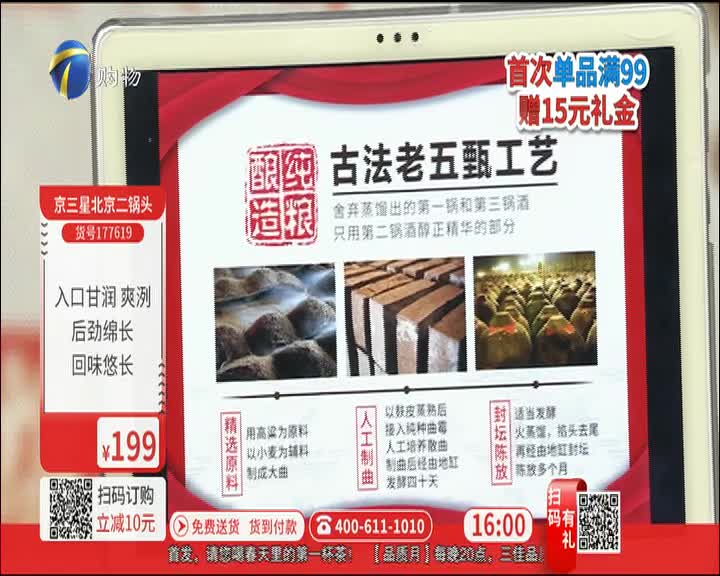 购物
首次单品满99
赠15元礼金
纯粮
酿造
古法老五甄工艺
舍弃蒸馏出的第一锅和第三锅酒
只用第二锅酒醇正精华的部分
京三星北京二锅头
货号177619
入口甘润 爽洌
后劲绵长
回味悠长
¥199
精选原料
用高粱为原料
以小麦为辅料
制成大曲
人工制曲
以麸皮蒸熟后
接入纯种曲霉
人工培养散曲
制曲后经由地缸
发酵四十天
封坛陈放
适当发酵
火蒸馏，掐头去尾
再经由地缸封坛
陈放多个月
扫码订购
立减10元
免费送货 货到付款
400-611-1010
16:00
扫码
有礼
首发，请您喝春天里的第一杯茶！ 【品质月】每晚20点，三佳品